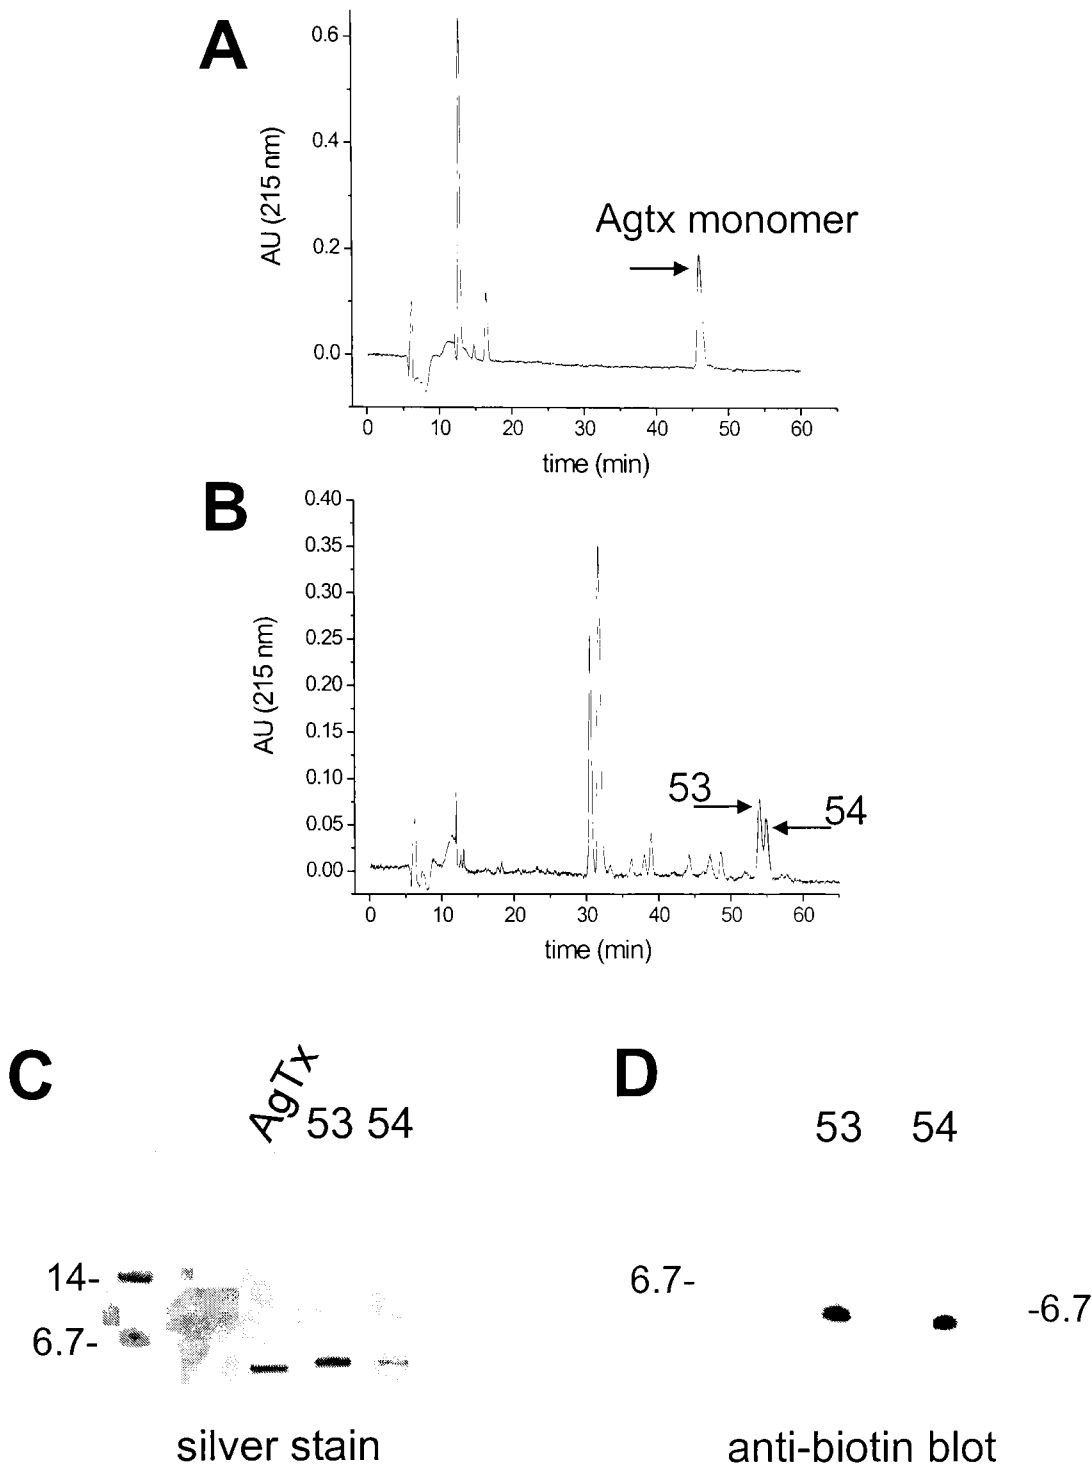 A
0.6
0.4
0.2
0.0
AU (215 nm)
Agtx monomer
0 10 20 30 40 50 60
time (min)
B
0.40
0.35
0.30
0.25
0.20
0.15
0.10
0.05
0.00
AU (215 nm)
53
54
0 10 20 30 40 50 60
time (min)
C
AgTx 53 54
14-
6.7-
silver stain
D
53 54
6.7-
-6.7
anti-biotin blot